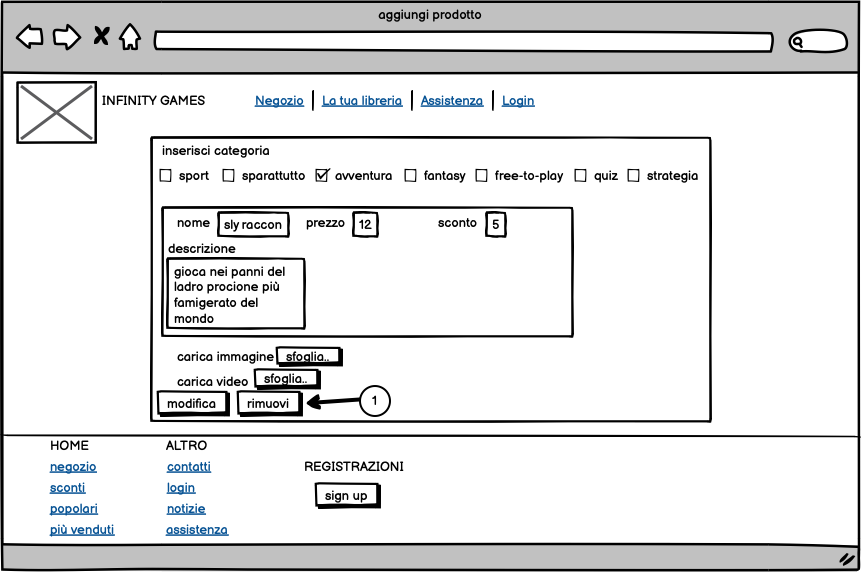 aggiungi prodotto
INFINITY GAMES
Negozio La tua libreria Assistenza Login
inserisci categoria
sport sparattutto avventura fantasy free-to-play quiz strategia
nome sly raccon prezzo 12 sconto 5
descrizione
gioca nei panni del
ladro procione più
famigerato del
mondo
carica immagine sfoglia..
carica video sfoglia..
modifica rimuovi 1
HOME
negozio
sconti
popolari
più venduti
ALTRO
contatti
login
notizie
assistenza
REGISTRAZIONI
sign up